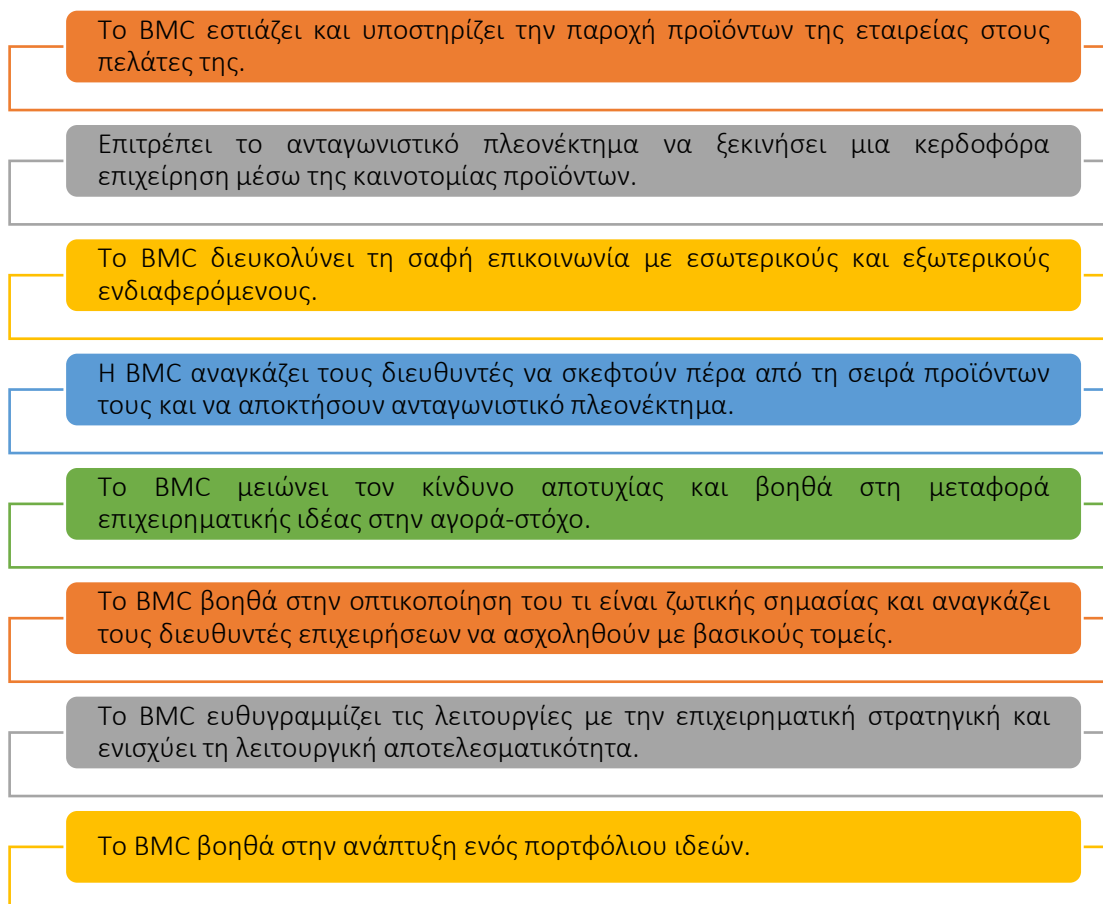 Το BMC εστιάζει και υποστηρίζει την παροχή προϊόντων της εταιρείας στους
πελάτες της.
Επιτρέπει το ανταγωνιστικό πλεονέκτημα να ξεκινήσει μια κερδοφόρα
επιχείρηση μέσω της καινοτομίας προϊόντων.
Το BMC διευκολύνει τη σαφή επικοινωνία με εσωτερικούς και εξωτερικούς
ενδιαφερόμενους.
Η BMC αναγκάζει τους διευθυντές να σκεφτούν πέρα από τη σειρά προϊόντων
τους και να αποκτήσουν ανταγωνιστικό πλεονέκτημα.
Το BMC μειώνει τον κίνδυνο αποτυχίας και βοηθά στη μεταφορά
επιχειρηματικής ιδέας στην αγορά-στόχο.
Το BMC βοηθά στην οπτικοποίηση του τι είναι ζωτικής σημασίας και αναγκάζει
τους διευθυντές επιχειρήσεων να ασχοληθούν με βασικούς τομείς.
Το BMC ευθυγραμμίζει τις λειτουργίες με την επιχειρηματική στρατηγική και
ενισχύει τη λειτουργική αποτελεσματικότητα.
Το BMC βοηθά στην ανάπτυξη ενός πορτφόλιου ιδεών.